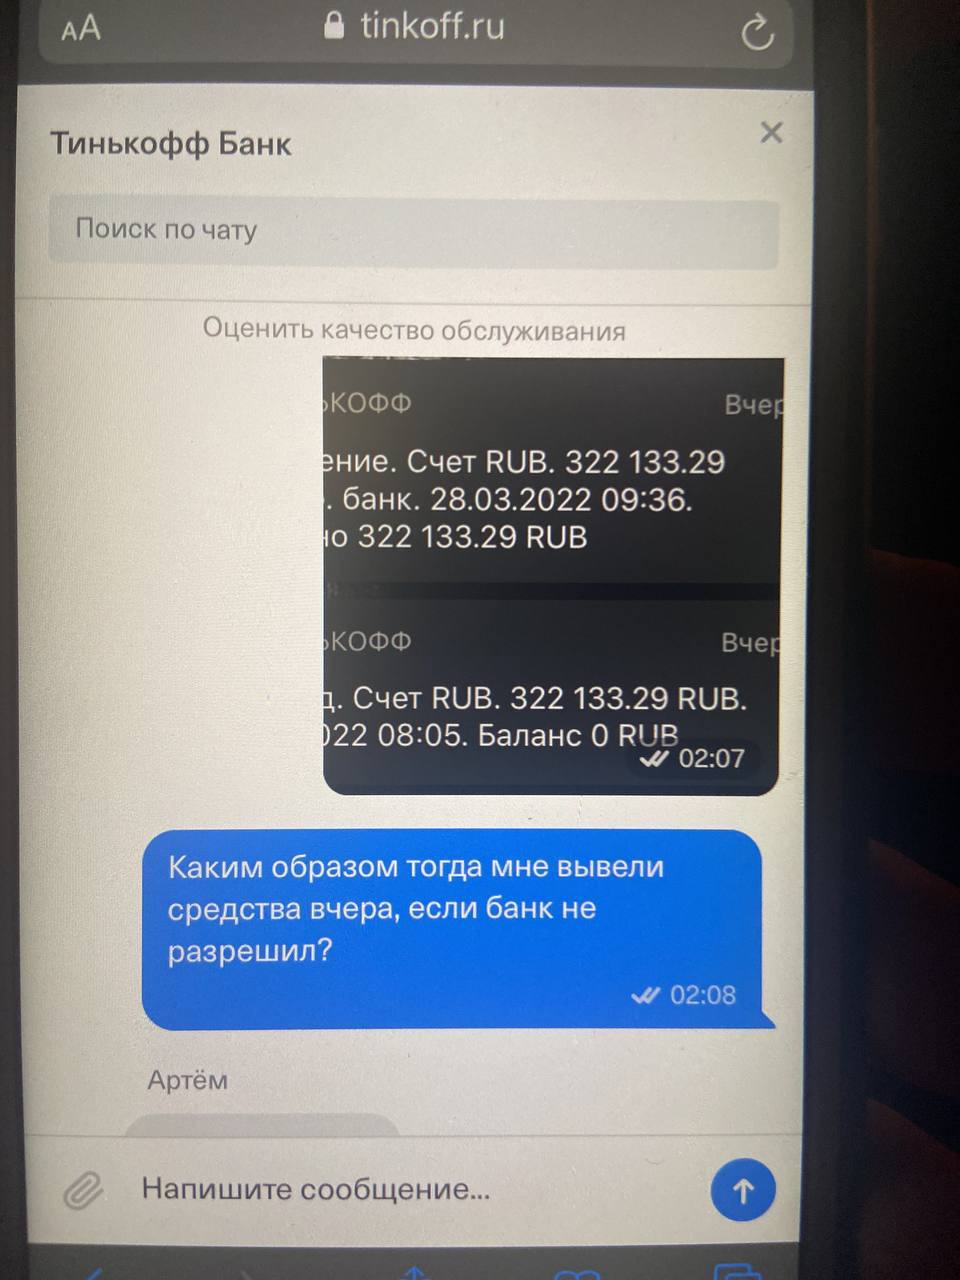 AA tinkoff.ru
Тинькофф Банк
Поиск по чату
Оценить качество обслуживания
ЬКОФФ Вчер
ение. Счет RUB. 322 133.29
. банк. 28.03.2022 09:36.
но 322 133.29 RUB
ЬКОФФ Вчер
д. Счет RUB. 322 133.29 RUB.
022 08:05. Баланс 0 RUB
02:07
Каким образом тогда мне вывели
средства вчера, если банк не
разрешил?
02:08
Артём
Напишите сообщение...